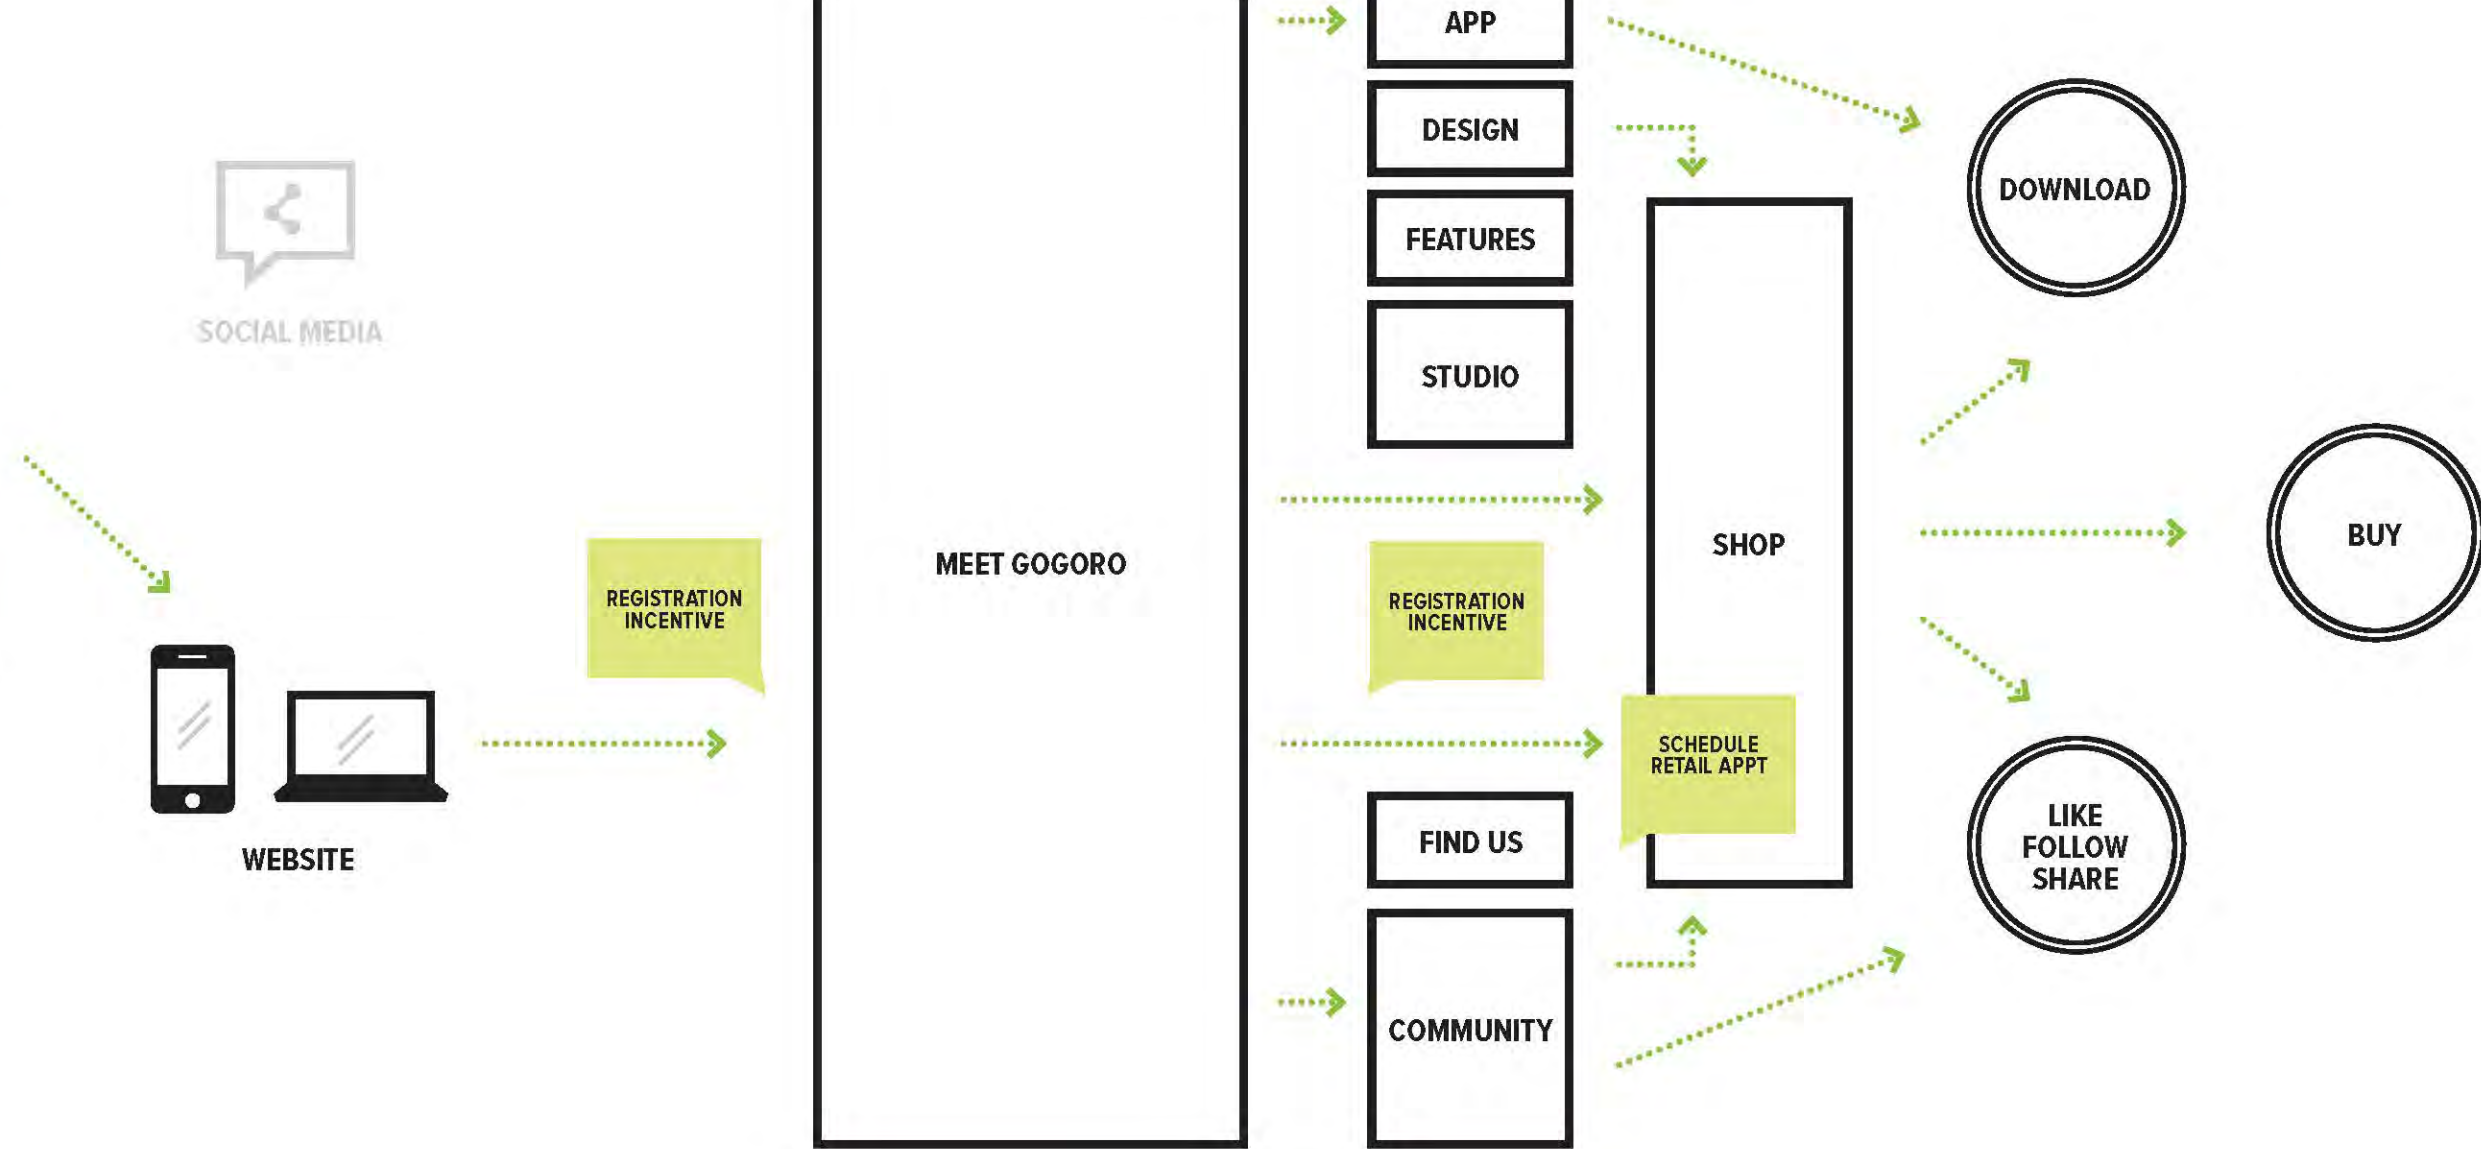 APP
DESIGN
DOWNLOAD
FEATURES
SOCIAL MEDIA
STUDIO
BUY
SHOP
MEET GOGORO
REGISTRATION
INCENTIVE
REGISTRATION
INCENTIVE
SCHEDULE
RETAIL APPT
LIKE
FOLLOW
SHARE
FIND US
WEBSITE
COMMUNITY